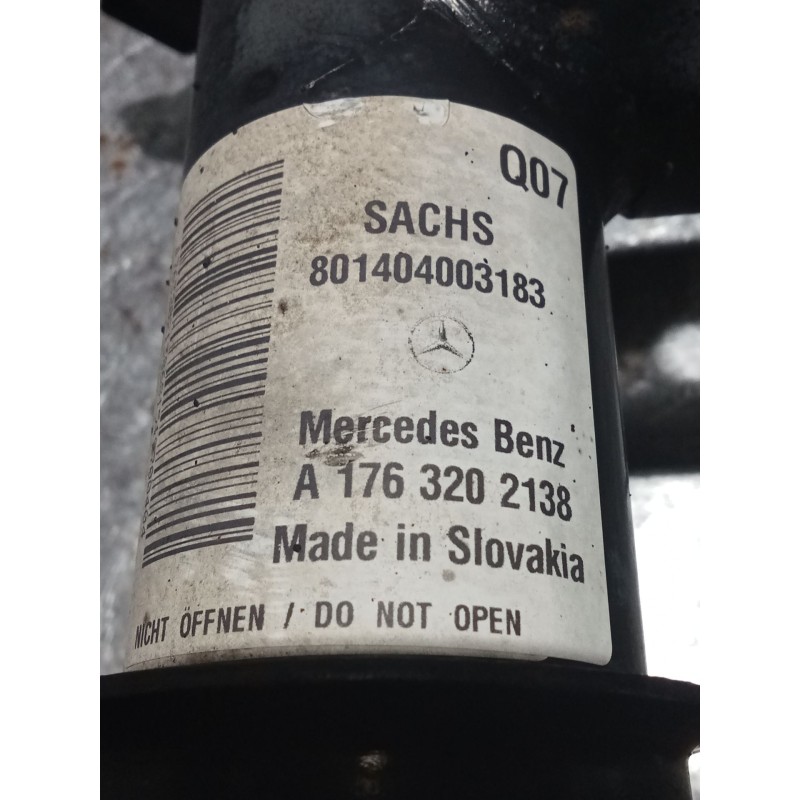 Q07
SACHS
801404003183
Mercedes Benz
A 176 320 2138
Made in Slovakia
NICHT ÖFFNEN / DO NOT OPEN